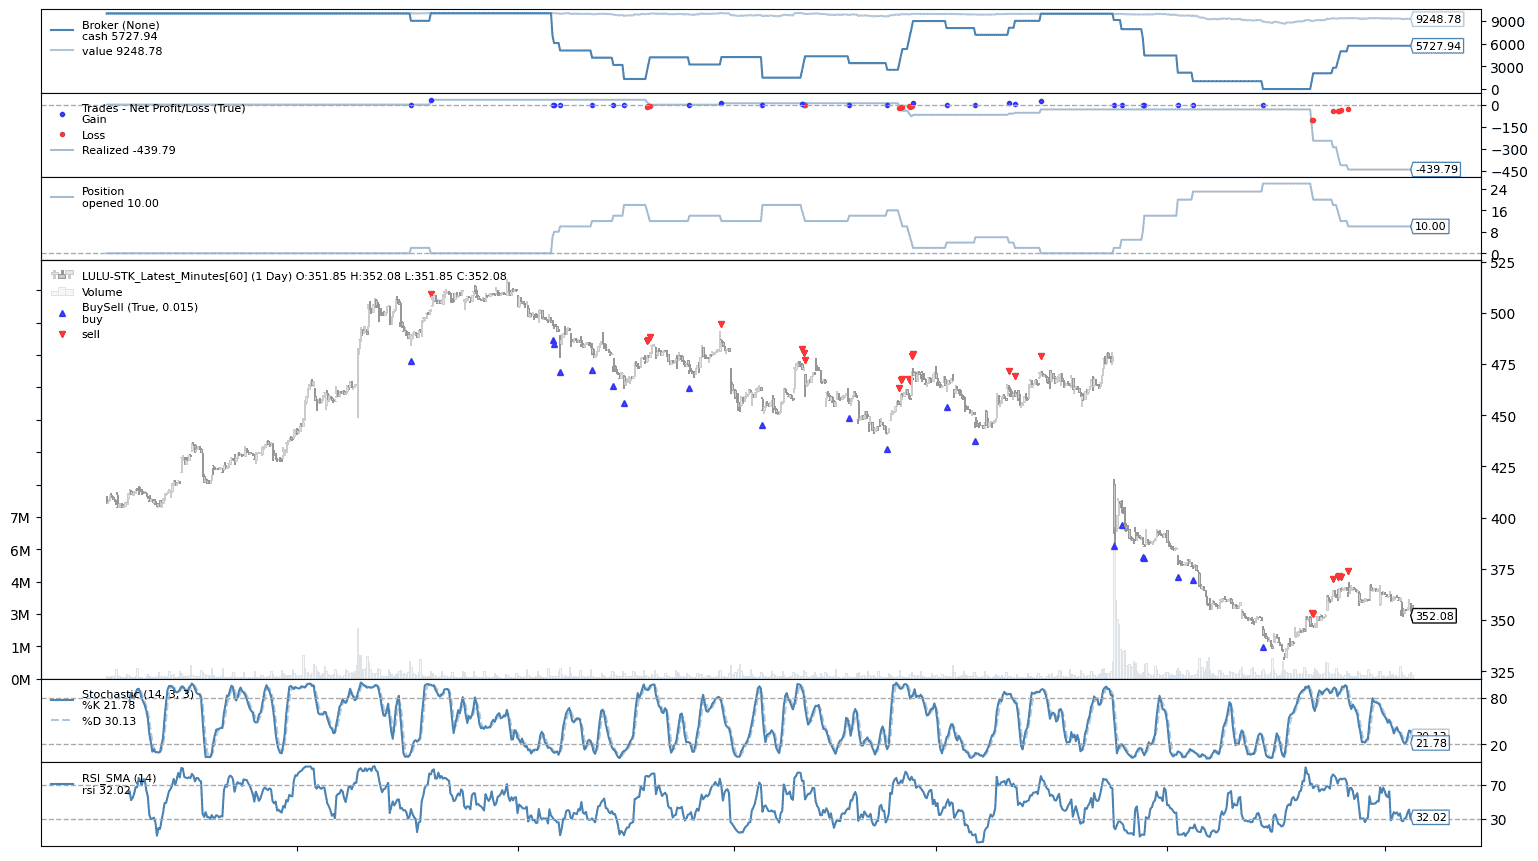 Broker (None)
cash 5727.94
value 9248.78
9248.78
5727.94
9000
6000
3000
0
Trades - Net Profit/Loss (True)
Gain
Loss
Realized -439.79
0
−150
−300
−450
-439.79
Position
opened 10.00
24
16
10.00
8
0
LULU-STK_Latest_Minutes[60] (1 Day) O:351.85 H:352.08 L:351.85 C:352.08
Volume
BuySell (True, 0.015)
buy
sell
525
500
475
450
425
400
375
350
352.08
325
7M
6M
4M
3M
1M
0M
Stochastic (14, 3, 3)
%K 21.78
%D 30.13
80
30.13
21.78
20
RSI_SMA (14)
rsi 32.02
70
32.02
30